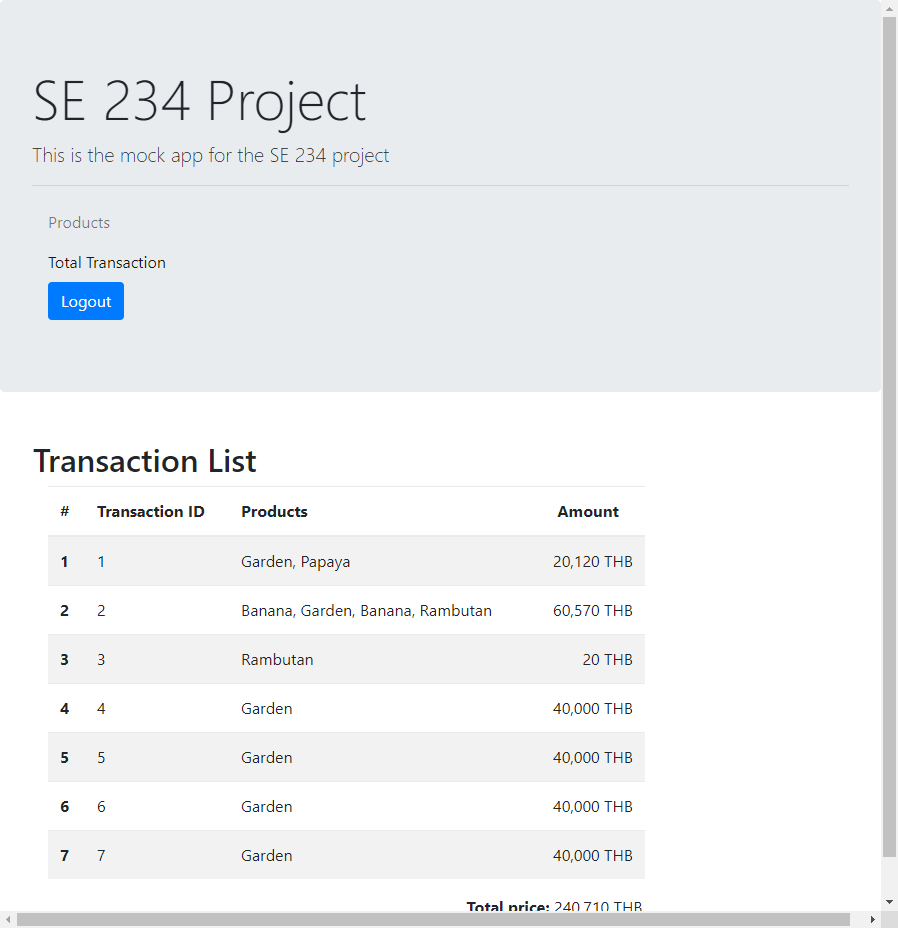 SE 234 Project
This is the mock app for the SE 234 project
Products
Total Transaction
Logout
Transaction List
# Transaction ID Products Amount
1 1 Garden, Papaya 20,120 THB
2 2 Banana, Garden, Banana, Rambutan 60,570 THB
3 3 Rambutan 20 THB
4 4 Garden 40,000 THB
5 5 Garden 40,000 THB
6 6 Garden 40,000 THB
7 7 Garden 40,000 THB
Total price: 240,710 THB